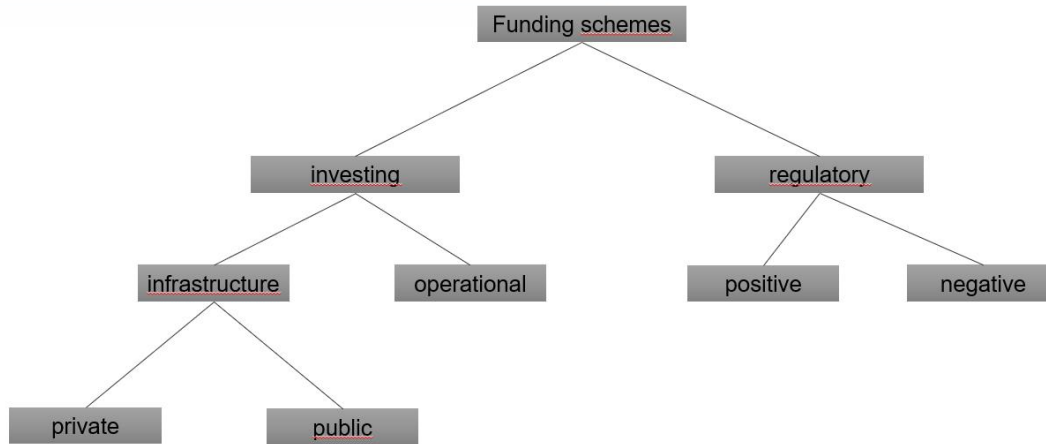 Funding schemes
investing
regulatory
infrastructure
operational
positive
negative
private
public